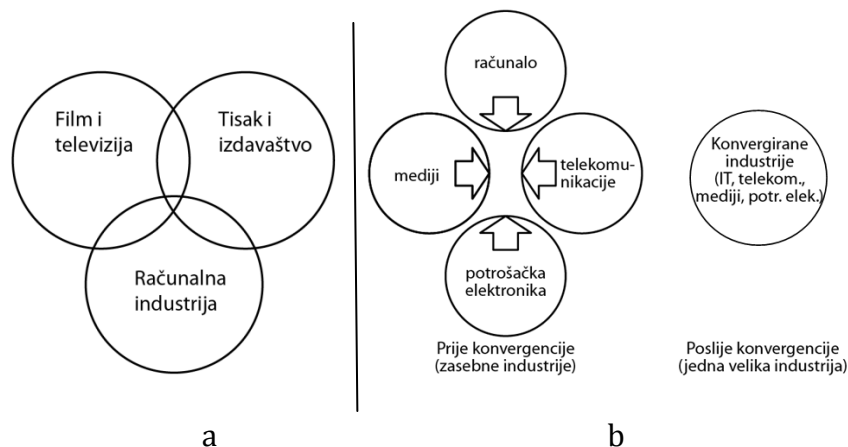 Film i
televizija
Tisak i
izdavaštvo
Računalna
industrija
a
računalo
mediji
telekomu-
nikacije
potrošačka
elektronika
Prije konvergencije
(zasebne industrije)
Konvergirane
industrije
(IT, telekom.,
mediji, potr. elek.)
Poslije konvergencije
(jedna velika industrija)
b